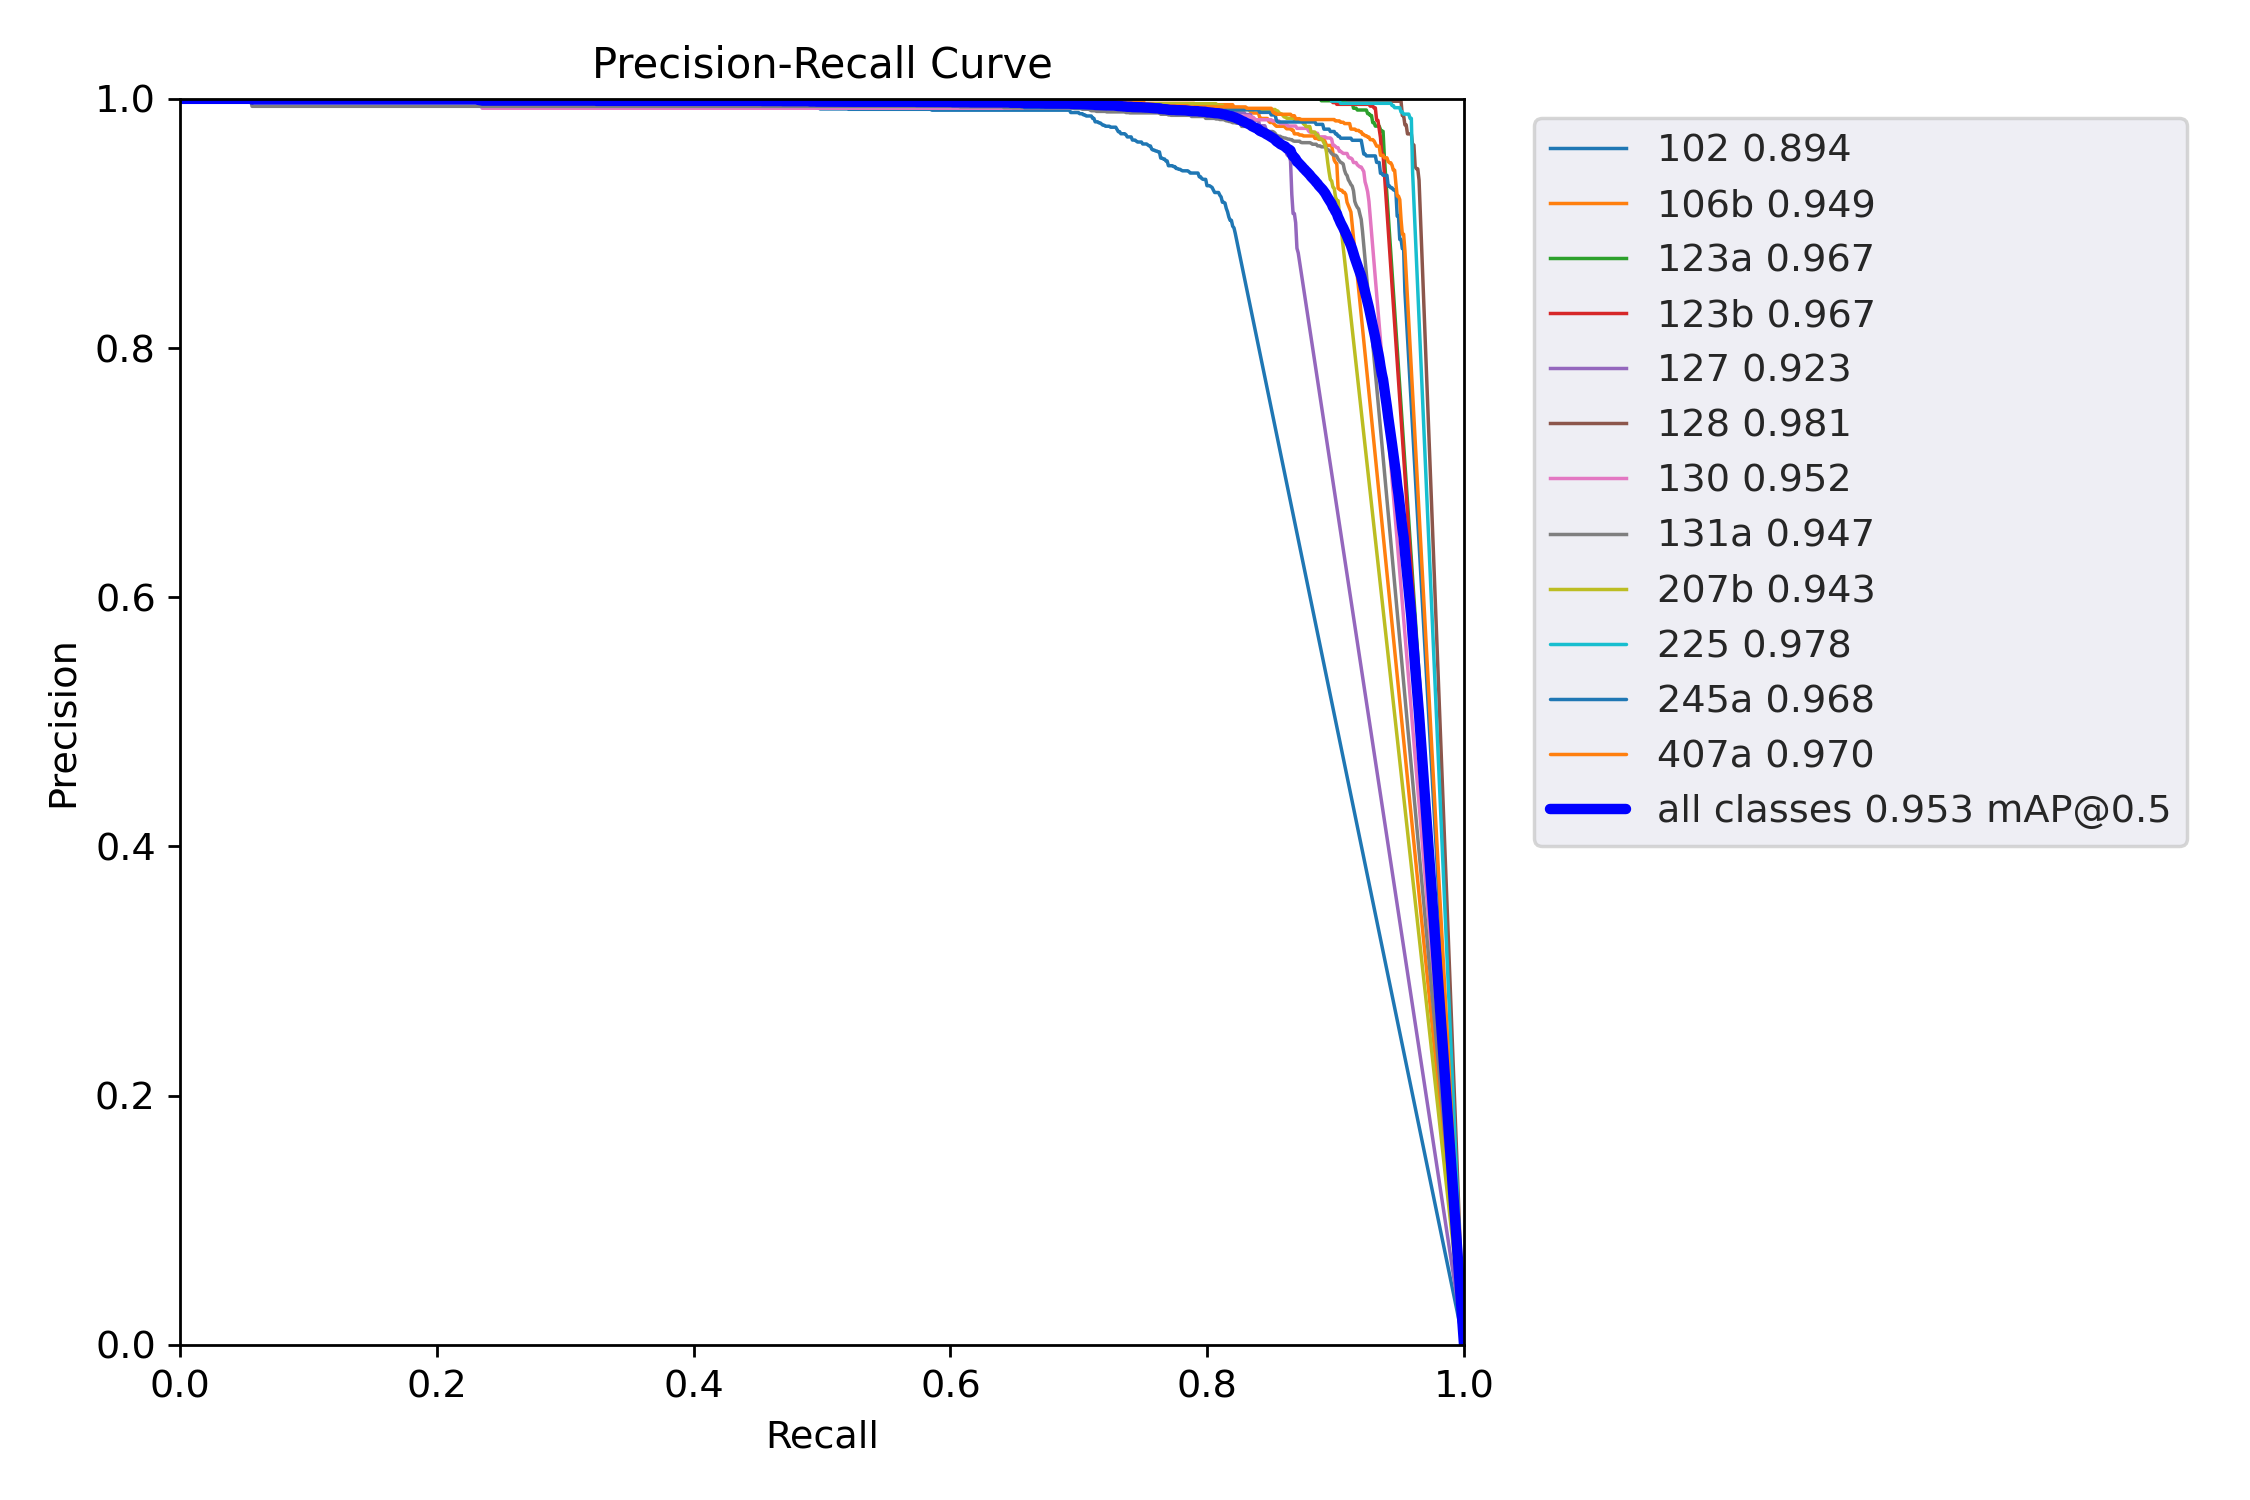 Precision-Recall Curve
1.0
0.8
0.6
0.4
0.2
0.0
Precision
0.0 0.2 0.4 0.6 0.8 1.0
Recall
102 0.894
106b 0.949
123a 0.967
123b 0.967
127 0.923
128 0.981
130 0.952
131a 0.947
207b 0.943
225 0.978
245a 0.968
407a 0.970
all classes 0.953 mAP@0.5